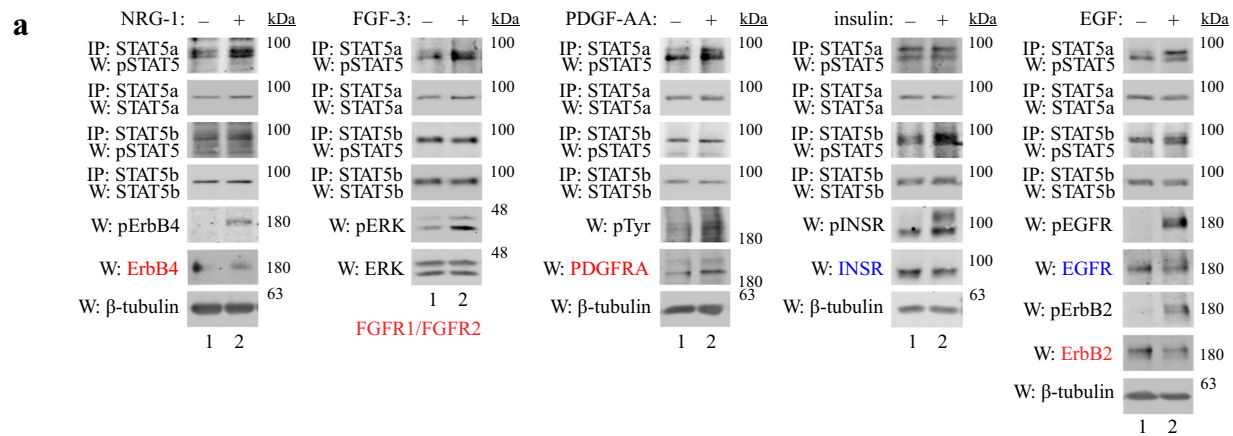 a
NRG-1: – + kDa
IP: STAT5a
W: pSTAT5
100
IP: STAT5a
W: STAT5a
100
IP: STAT5b
W: pSTAT5
100
IP: STAT5b
W: STAT5b
100
W: pErbB4
180
W: ErbB4
180
W: β-tubulin
63
1 2
FGF-3: – + kDa
IP: STAT5a
W: pSTAT5
100
IP: STAT5a
W: STAT5a
100
IP: STAT5b
W: pSTAT5
100
IP: STAT5b
W: STAT5b
100
W: pERK
48
W: ERK
48
1 2
FGFR1/FGFR2
PDGF-AA: – + kDa
IP: STAT5a
W: pSTAT5
100
IP: STAT5a
W: STAT5a
100
IP: STAT5b
W: pSTAT5
100
IP: STAT5b
W: STAT5b
100
W: pTyr
180
W: PDGFRA
180
W: β-tubulin
63
1 2
insulin: – + kDa
IP: STAT5a
W: pSTAT5
100
IP: STAT5a
W: STAT5a
100
IP: STAT5b
W: pSTAT5
100
IP: STAT5b
W: STAT5b
100
W: pINSR
100
W: INSR
100
W: β-tubulin
63
1 2
EGF: – + kDa
IP: STAT5a
W: pSTAT5
100
IP: STAT5a
W: STAT5a
100
IP: STAT5b
W: pSTAT5
100
IP: STAT5b
W: STAT5b
100
W: pEGFR
180
W: EGFR
180
W: pErbB2
180
W: ErbB2
180
W: β-tubulin
63
1 2